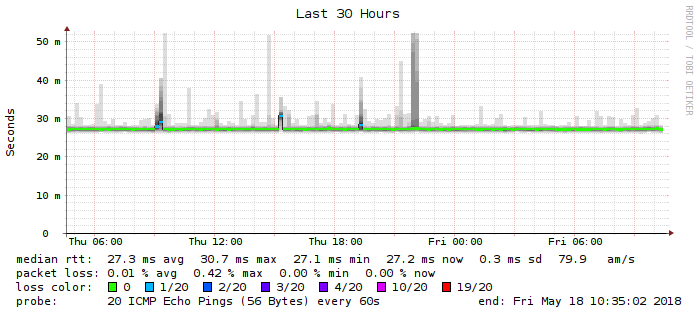 Last 30 Hours
RRDTOOL / TOBI OETIKER
Seconds
50 m
40 m
30 m
20 m
10 m
0
Thu 06:00 Thu 12:00 Thu 18:00 Fri 00:00 Fri 06:00
median rtt: 27.3 ms avg 30.7 ms max 27.1 ms min 27.2 ms now 0.3 ms sd 79.9 am/s
packet loss: 0.01 % avg 0.42 % max 0.00 % min 0.00 % now
loss color: 0 1/20 2/20 3/20 4/20 10/20 19/20
probe: 20 ICMP Echo Pings (56 Bytes) every 60s end: Fri May 18 10:35:02 2018